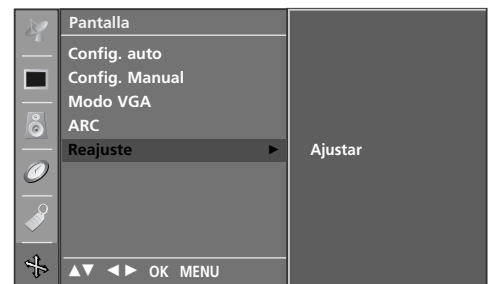 Pantalla
Config. auto
Config. Manual
Modo VGA
ARC
Reajuste ► Ajustar
▲▼ ◄► OK MENU